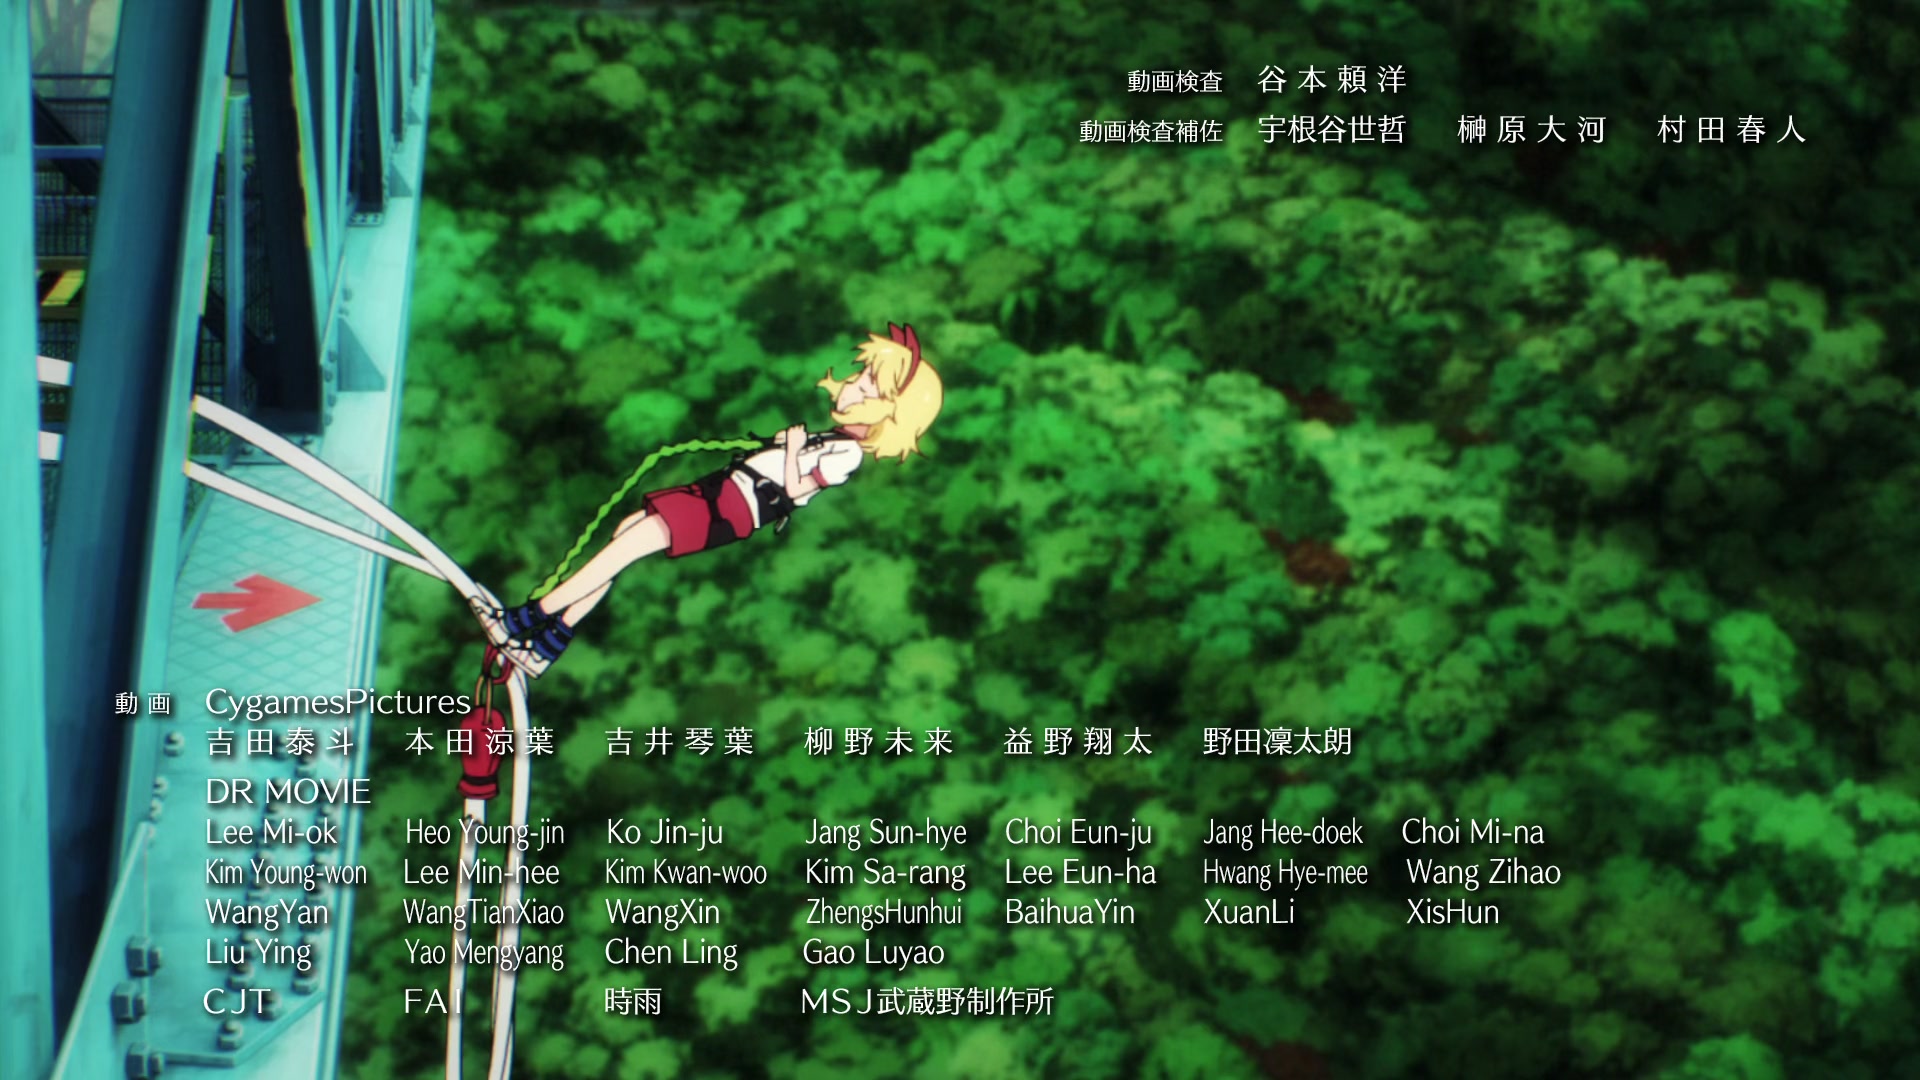 動画検査 谷本頼洋
動画検査補佐 宇根谷世哲 榊原大河 村田春人
動画 CygamesPictures
吉田泰斗 本田涼葉 吉井琴葉 柳野未来 益野翔太 野田凜太朗
DR MOVIE
Lee Mi-ok Heo Young-jin Ko Jin-ju Jang Sun-hye Choi Eun-ju Jang Hee-doek Choi Mi-na
Kim Young-won Lee Min-hee Kim Kwan-woo Kim Sa-rang Lee Eun-ha Hwang Hye-mee Wang Zihao
WangYan WangTianXiao WangXin ZhengsHunhui BaihuaYin XuanLi XisHun
Liu Ying Yao Mengyang Chen Ling Gao Luyao
CJT FAI 時雨 MSJ武蔵野制作所